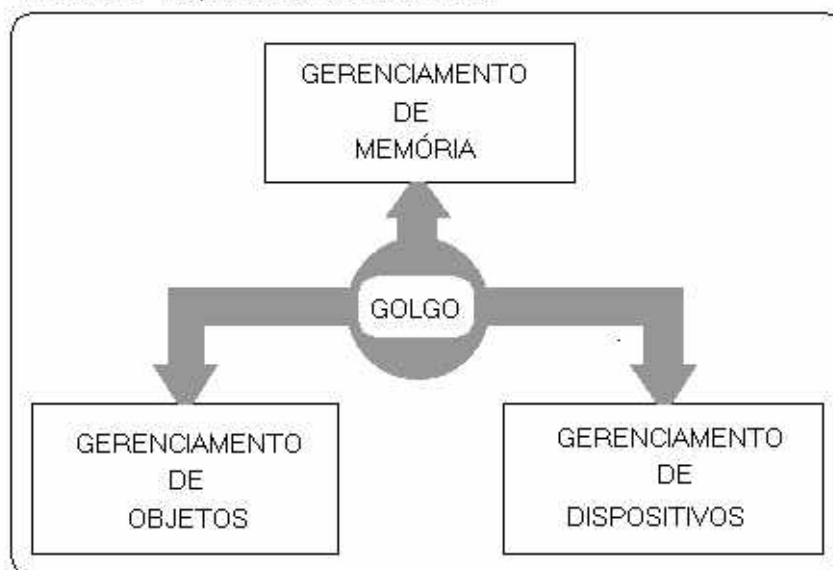 GERENCIAMENTO
DE
MEMÓRIA
GOLGO
GERENCIAMENTO
DE
OBJETOS
GERENCIAMENTO
DE
DISPOSITIVOS